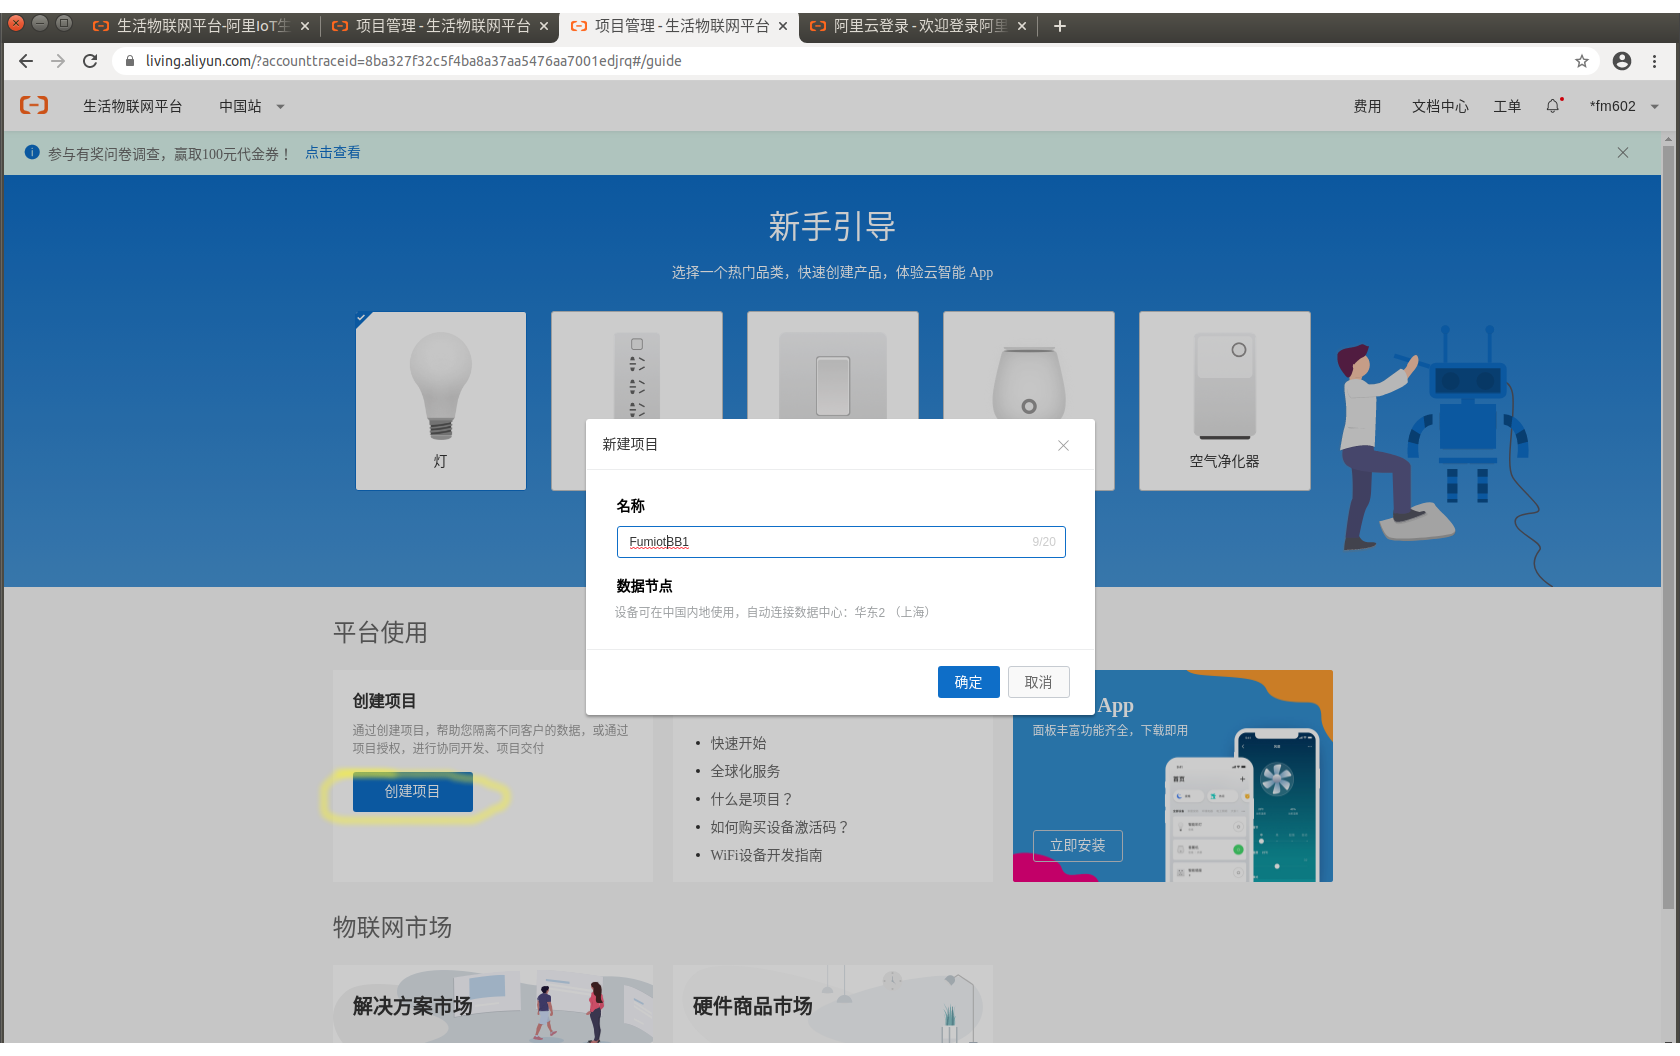 生活物联网平台-阿里IoT生
项目管理 - 生活物联网平台
项目管理 - 生活物联网平台
阿里云登录 - 欢迎登录阿里
living.aliyun.com/?accounttraceid=8ba327f32c5f4ba8a37aa5476aa7001edjrq#/guide
生活物联网平台
中国站
费用
文档中心
工单
*fm602
参与有奖问卷调查，赢取100元代金券！ 点击查看
新手引导
选择一个热门品类，快速创建产品，体验云智能 App
灯
空气净化器
新建项目
名称
FumiotBB1
9/20
数据节点
设备可在中国内地使用，自动连接数据中心：华东2 （上海）
确定
取消
平台使用
创建项目
通过创建项目，帮助您隔离不同客户的数据，或通过
项目授权，进行协同开发、项目交付
创建项目
• 快速开始
• 全球化服务
• 什么是项目？
• 如何购买设备激活码？
• WiFi设备开发指南
App
面板丰富功能齐全，下载即用
立即安装
物联网市场
解决方案市场
硬件商品市场